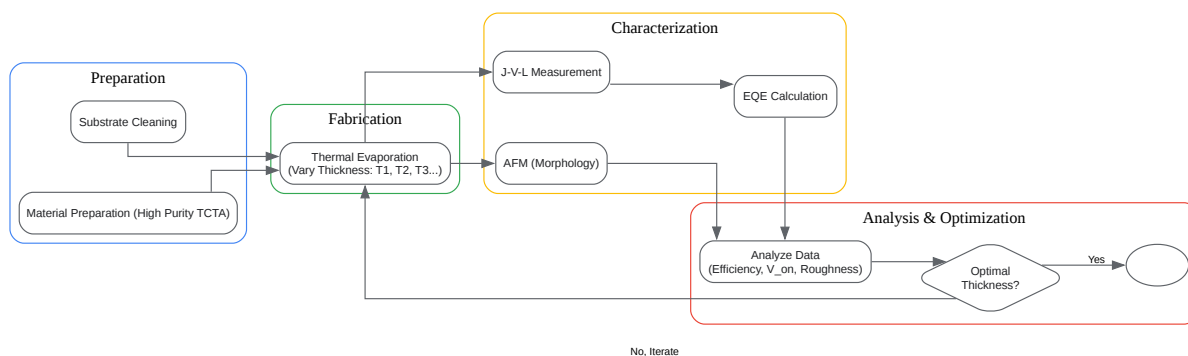 Preparation
Substrate Cleaning
Material Preparation (High Purity TCTA)
Fabrication
Thermal Evaporation
(Vary Thickness: T1, T2, T3...)
Characterization
J-V-L Measurement
EQE Calculation
AFM (Morphology)
Analysis & Optimization
Analyze Data
(Efficiency, V_on, Roughness)
Optimal
Thickness?
Yes
No, Iterate